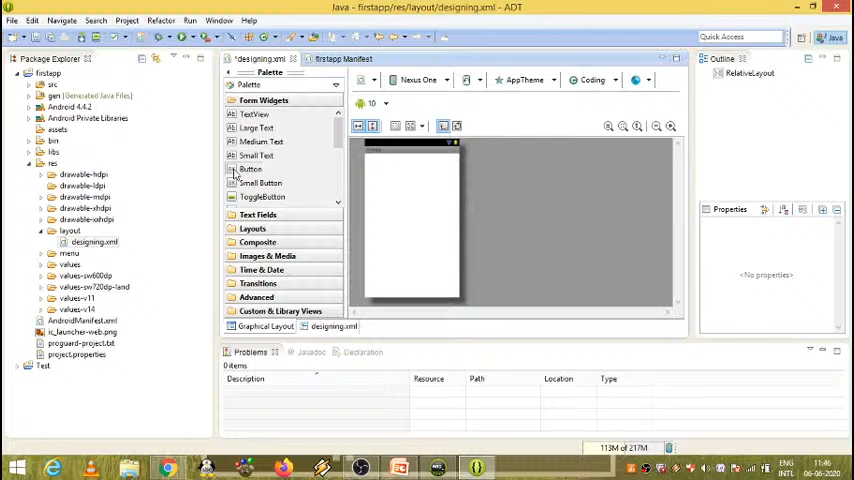 Java - firstapp/res/layout/designing.xml - ADT
File Edit Navigate Search Project Refactor Run Window Help
Quick Access
Java
Package Explorer
firstapp
src
gen [Generated Java Files]
Android 4.4.2
Android Private Libraries
assets
bin
libs
res
drawable-hdpi
drawable-ldpi
drawable-mdpi
drawable-xhdpi
drawable-xxhdpi
layout
designing.xml
menu
values
values-sw600dp
values-sw720dp-land
values-v11
values-v14
AndroidManifest.xml
ic_launcher-web.png
proguard-project.txt
project.properties
Test
*designing.xml
firstapp Manifest
Palette
Palette
Form Widgets
TextView
Large Text
Medium Text
Small Text
Button
Small Button
ToggleButton
Text Fields
Layouts
Composite
Images & Media
Time & Date
Transitions
Advanced
Custom & Library Views
Graphical Layout
designing.xml
Nexus One
AppTheme
Coding
10
Outline
RelativeLayout
Properties
<No properties>
Problems
Javadoc
Declaration
0 items
Description Resource Path Location Type
113M of 217M
ENG
INTL
11:46
06-06-2020